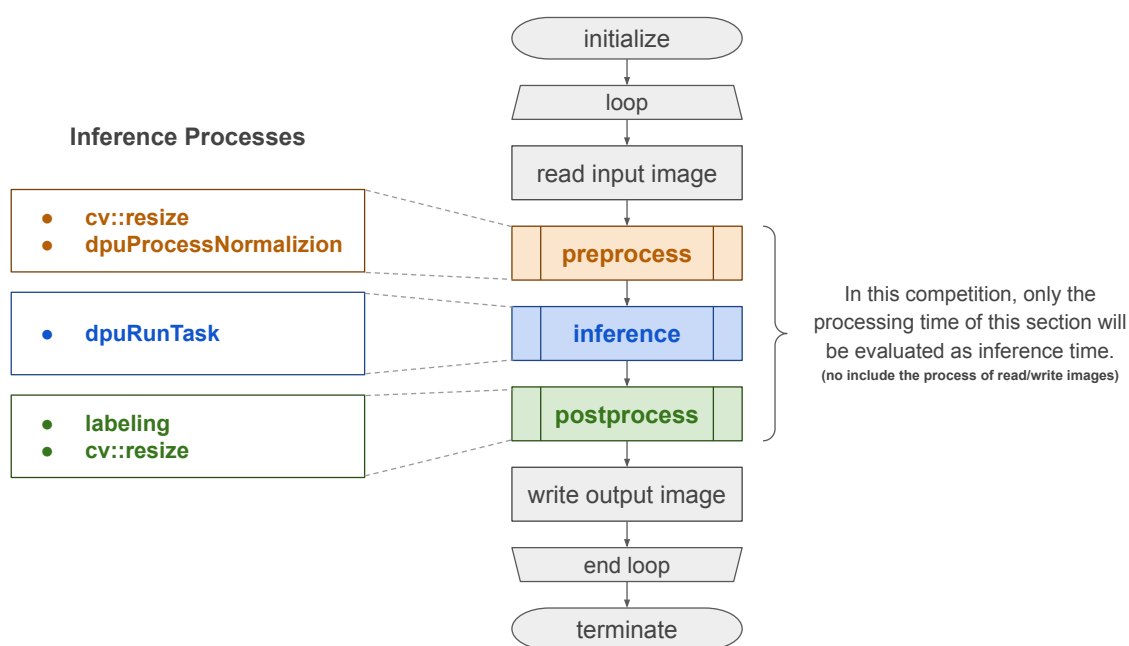 initialize
loop
Inference Processes
read input image
● cv::resize
● dpuProcessNormalizion
preprocess
● dpuRunTask
inference
● labeling
● cv::resize
postprocess
In this competition, only the
processing time of this section will
be evaluated as inference time.
(no include the process of read/write images)
write output image
end loop
terminate